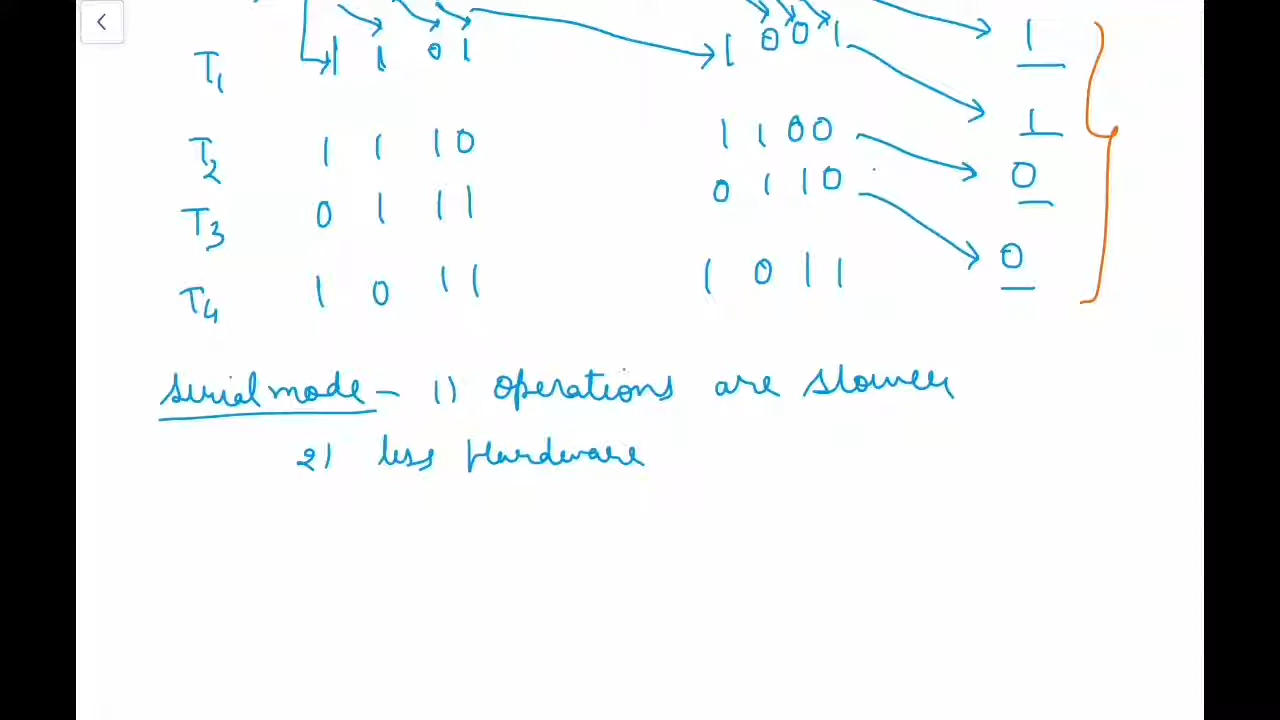 1
T1 1 1 0 1 1 0 0 1
1
T2 1 1 1 0 1 1 0 0
0
T3 0 1 1 1 0 1 1 0
0
T4 1 0 1 1 1 0 1 1
Serial mode - 1) operations are slower
2) less Hardware